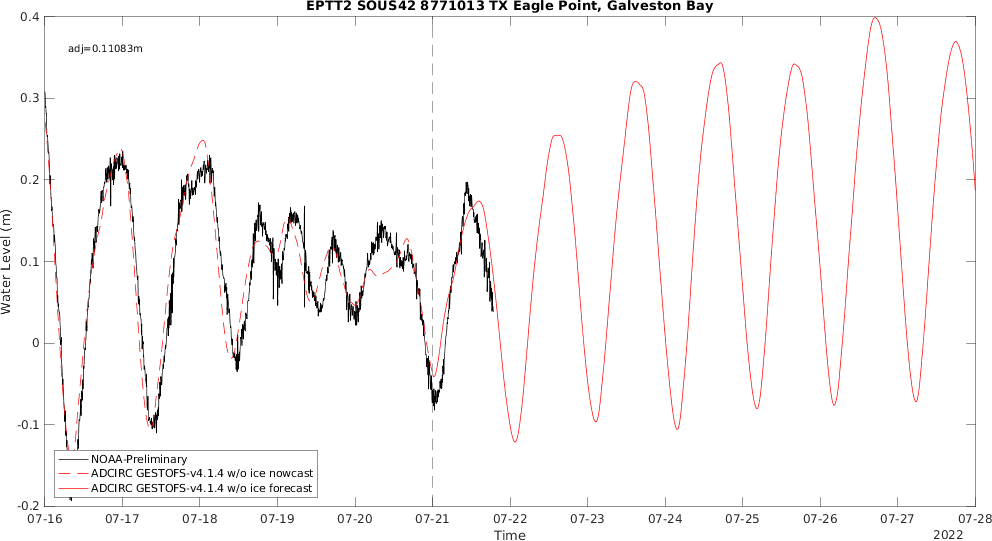 EPTT2 SOUS42 8771013 TX Eagle Point, Galveston Bay
adj=0.11083m
Water Level (m)
0.4
0.3
0.2
0.1
0
-0.1
-0.2
NOAA-Preliminary
ADCIRC GESTOFS-v4.1.4 w/o ice nowcast
ADCIRC GESTOFS-v4.1.4 w/o ice forecast
07-16 07-17 07-18 07-19 07-20 07-21 07-22 07-23 07-24 07-25 07-26 07-27 07-28
Time
2022